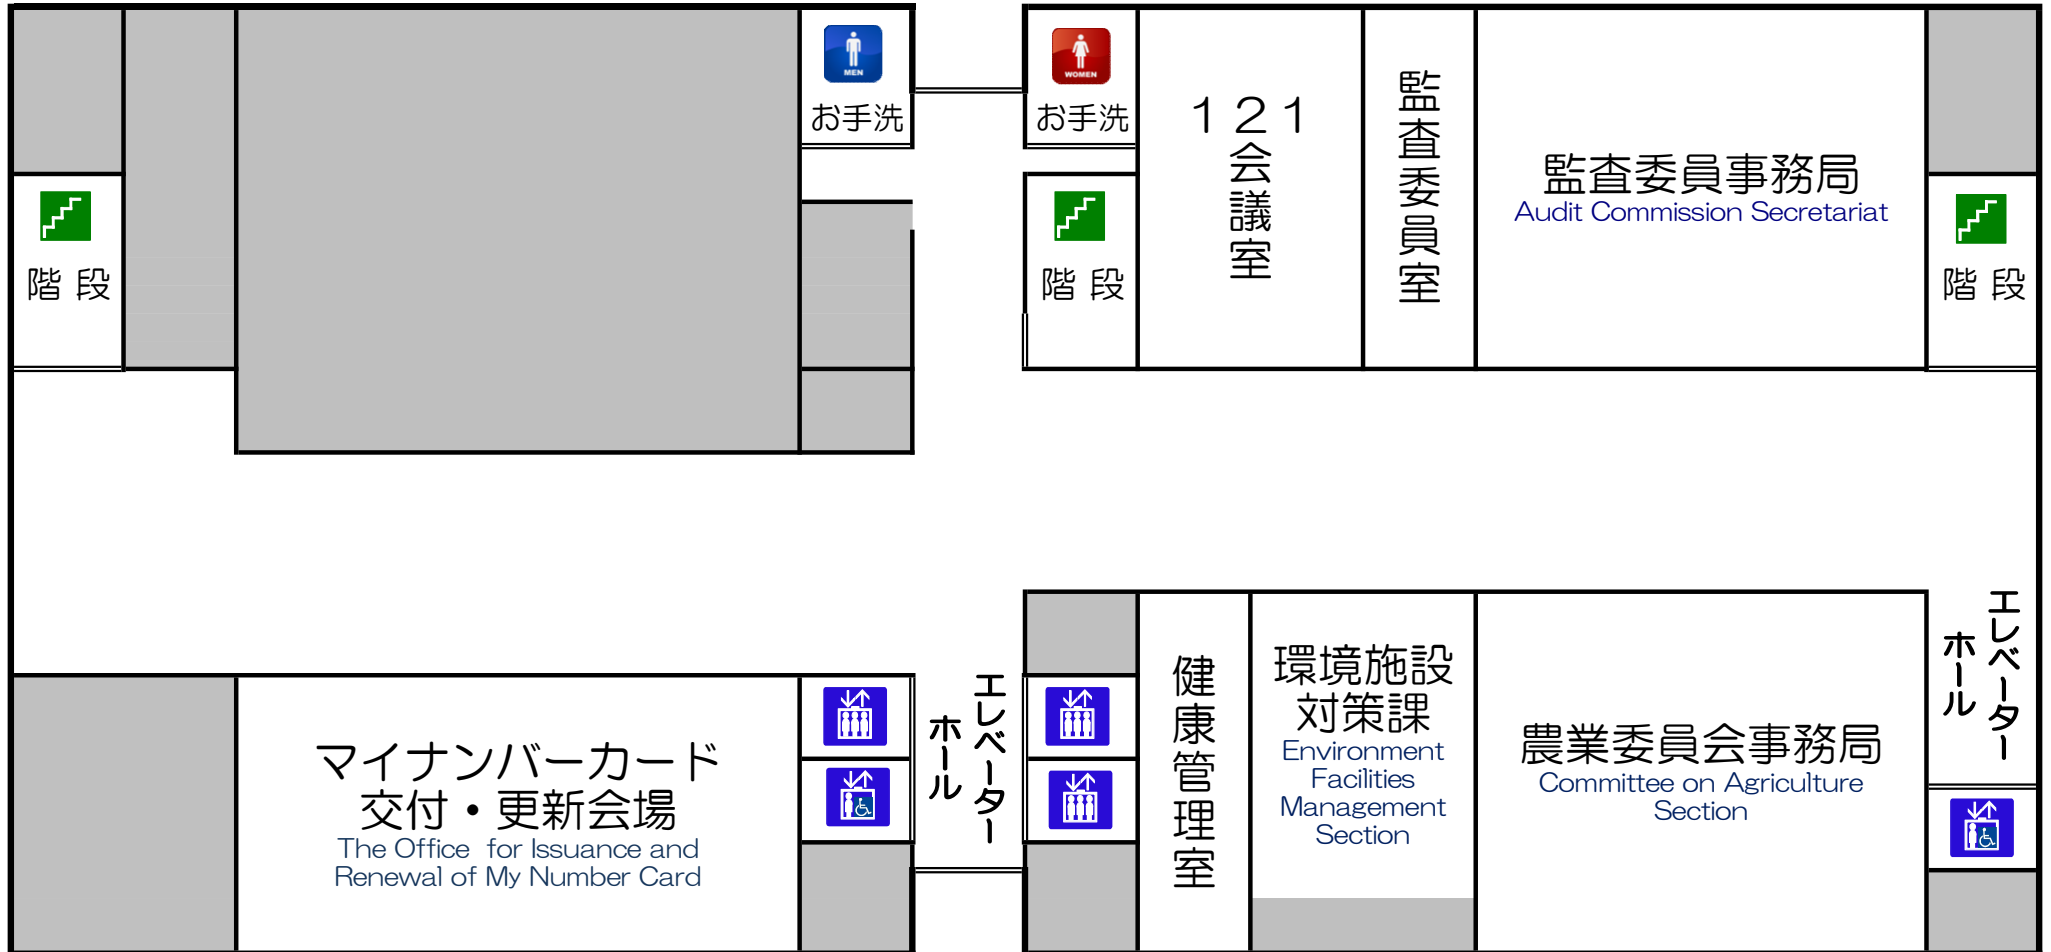 MEN
お手洗
WOMEN
お手洗
１２１
会議室
監査委員室
監査委員事務局
Audit Commission Secretariat
階 段
階 段
階 段
マイナンバーカード
交付・更新会場
The Office for Issuance and
Renewal of My Number Card
エレベーター
ホール
健康管理室
環境施設
対策課
Environment
Facilities
Management
Section
農業委員会事務局
Committee on Agriculture
Section
エレベーター
ホール